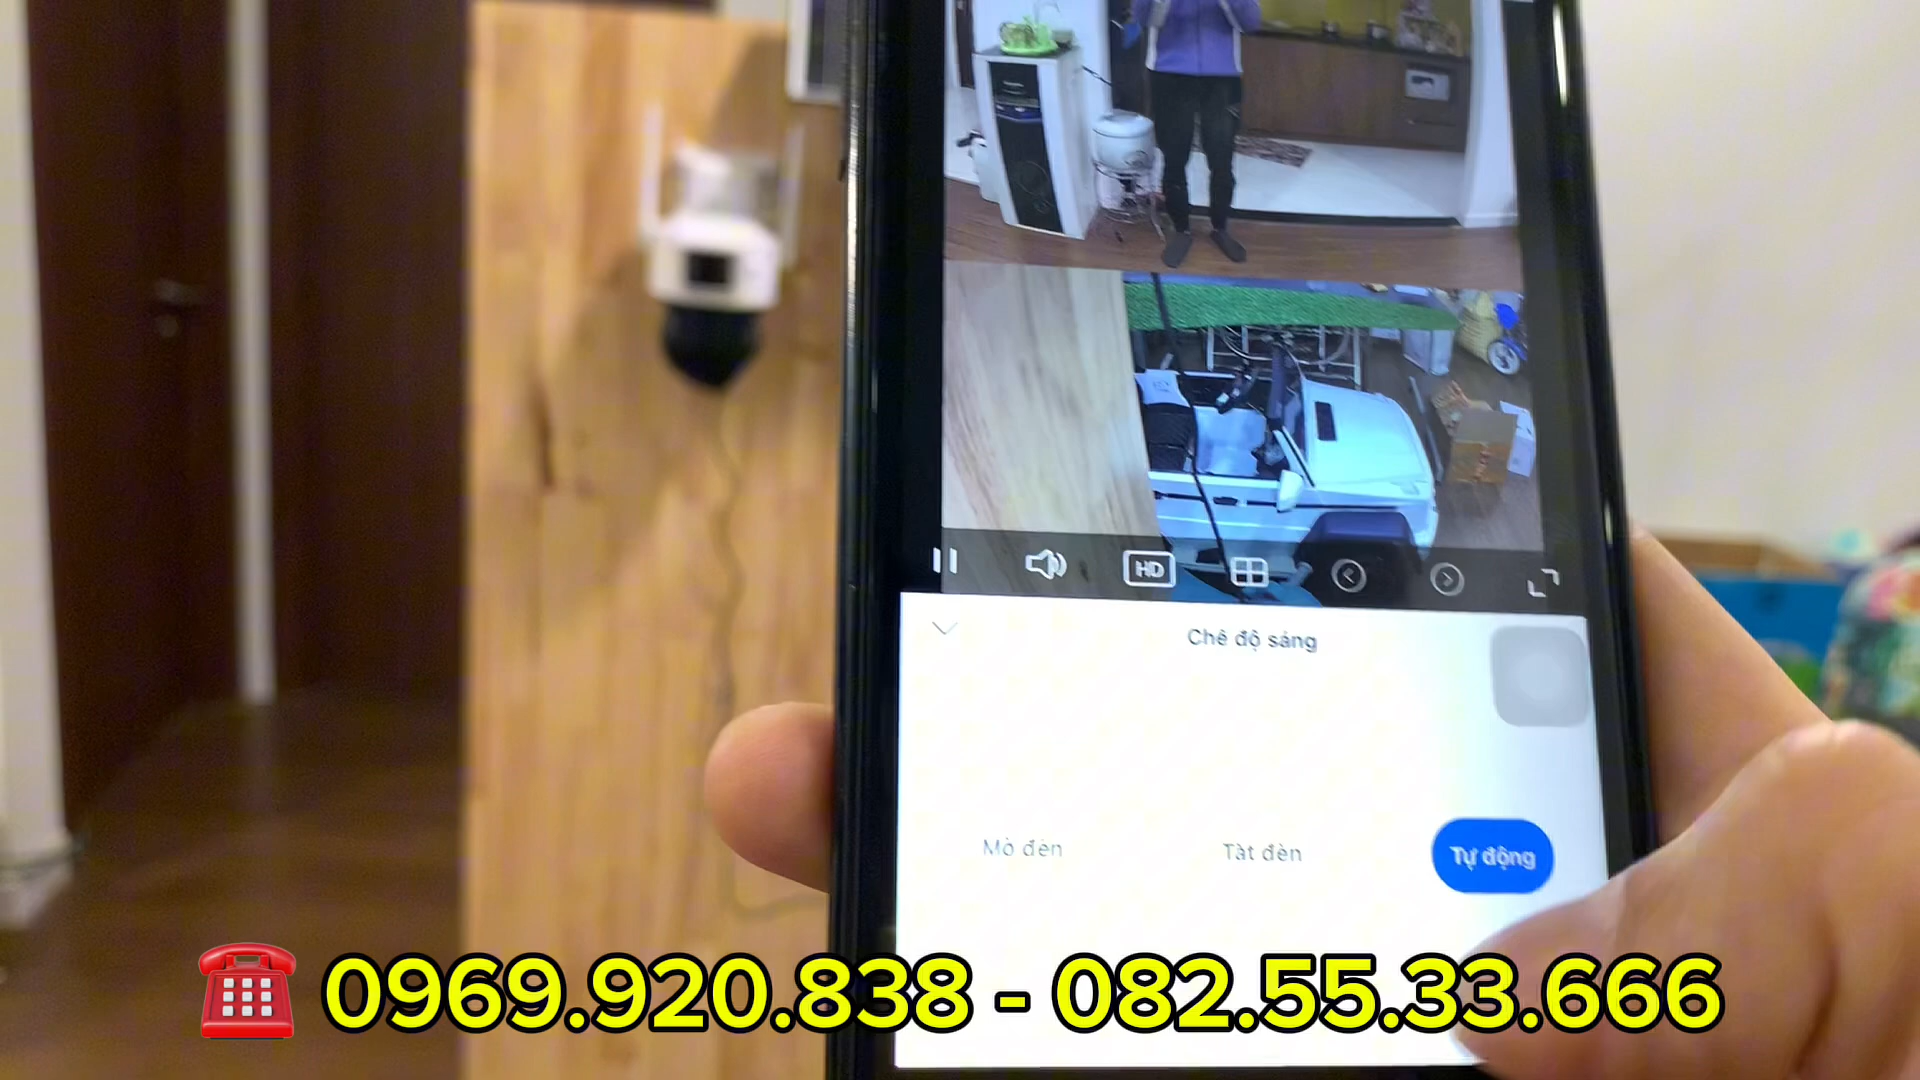 HD
Chế độ sáng
Mở đèn
Tắt đèn
Tự động
0969.920.838 - 082.55.33.666